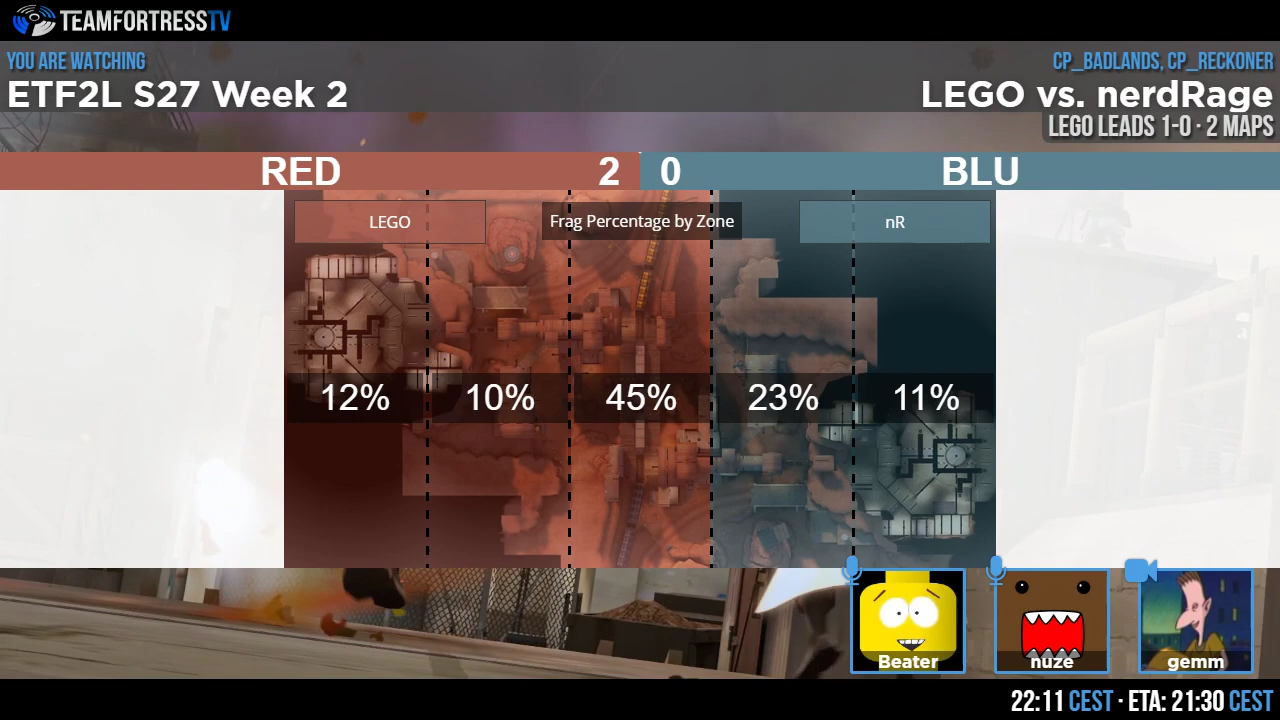 TEAMFORTRESSTV
YOU ARE WATCHING
ETF2L S27 Week 2
CP_BADLANDS, CP_RECKONER
LEGO vs. nerdRage
LEGO LEADS 1-0 · 2 MAPS
RED 2 0 BLU
LEGO Frag Percentage by Zone nR
12% 10% 45% 23% 11%
Beater nuze gemm
22:11 CEST · ETA: 21:30 CEST